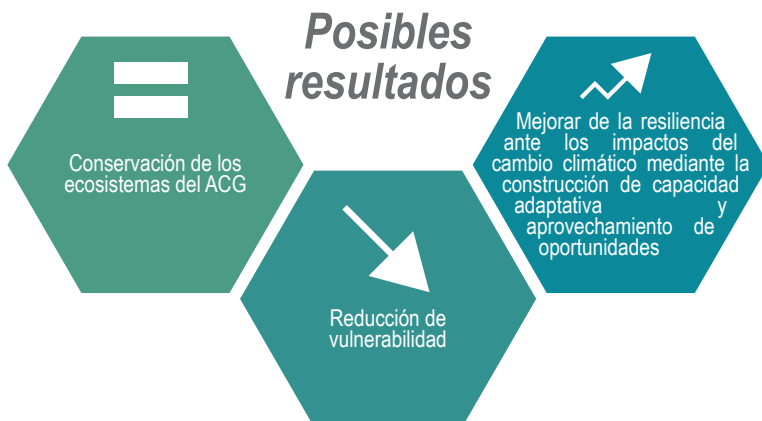 Posibles
resultados
Conservación de los
ecosistemas del ACG
Reducción de
vulnerabilidad
Mejorar de la resiliencia
ante los impactos del
cambio climático mediante la
construcción de capacidad
adaptativa y
aprovechamiento de
oportunidades